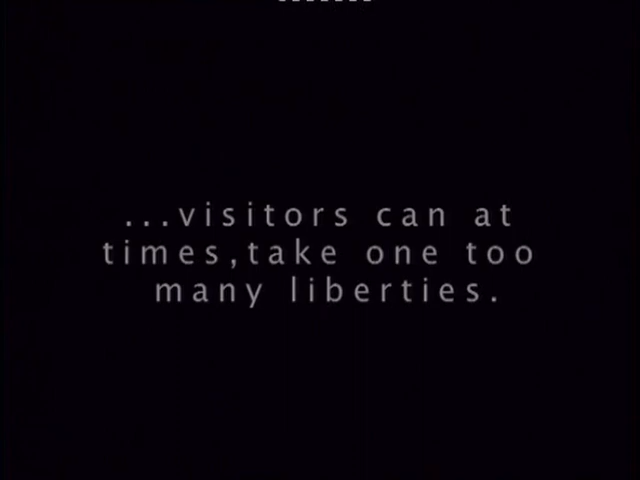 ...visitors can at
times,take one too
many liberties.